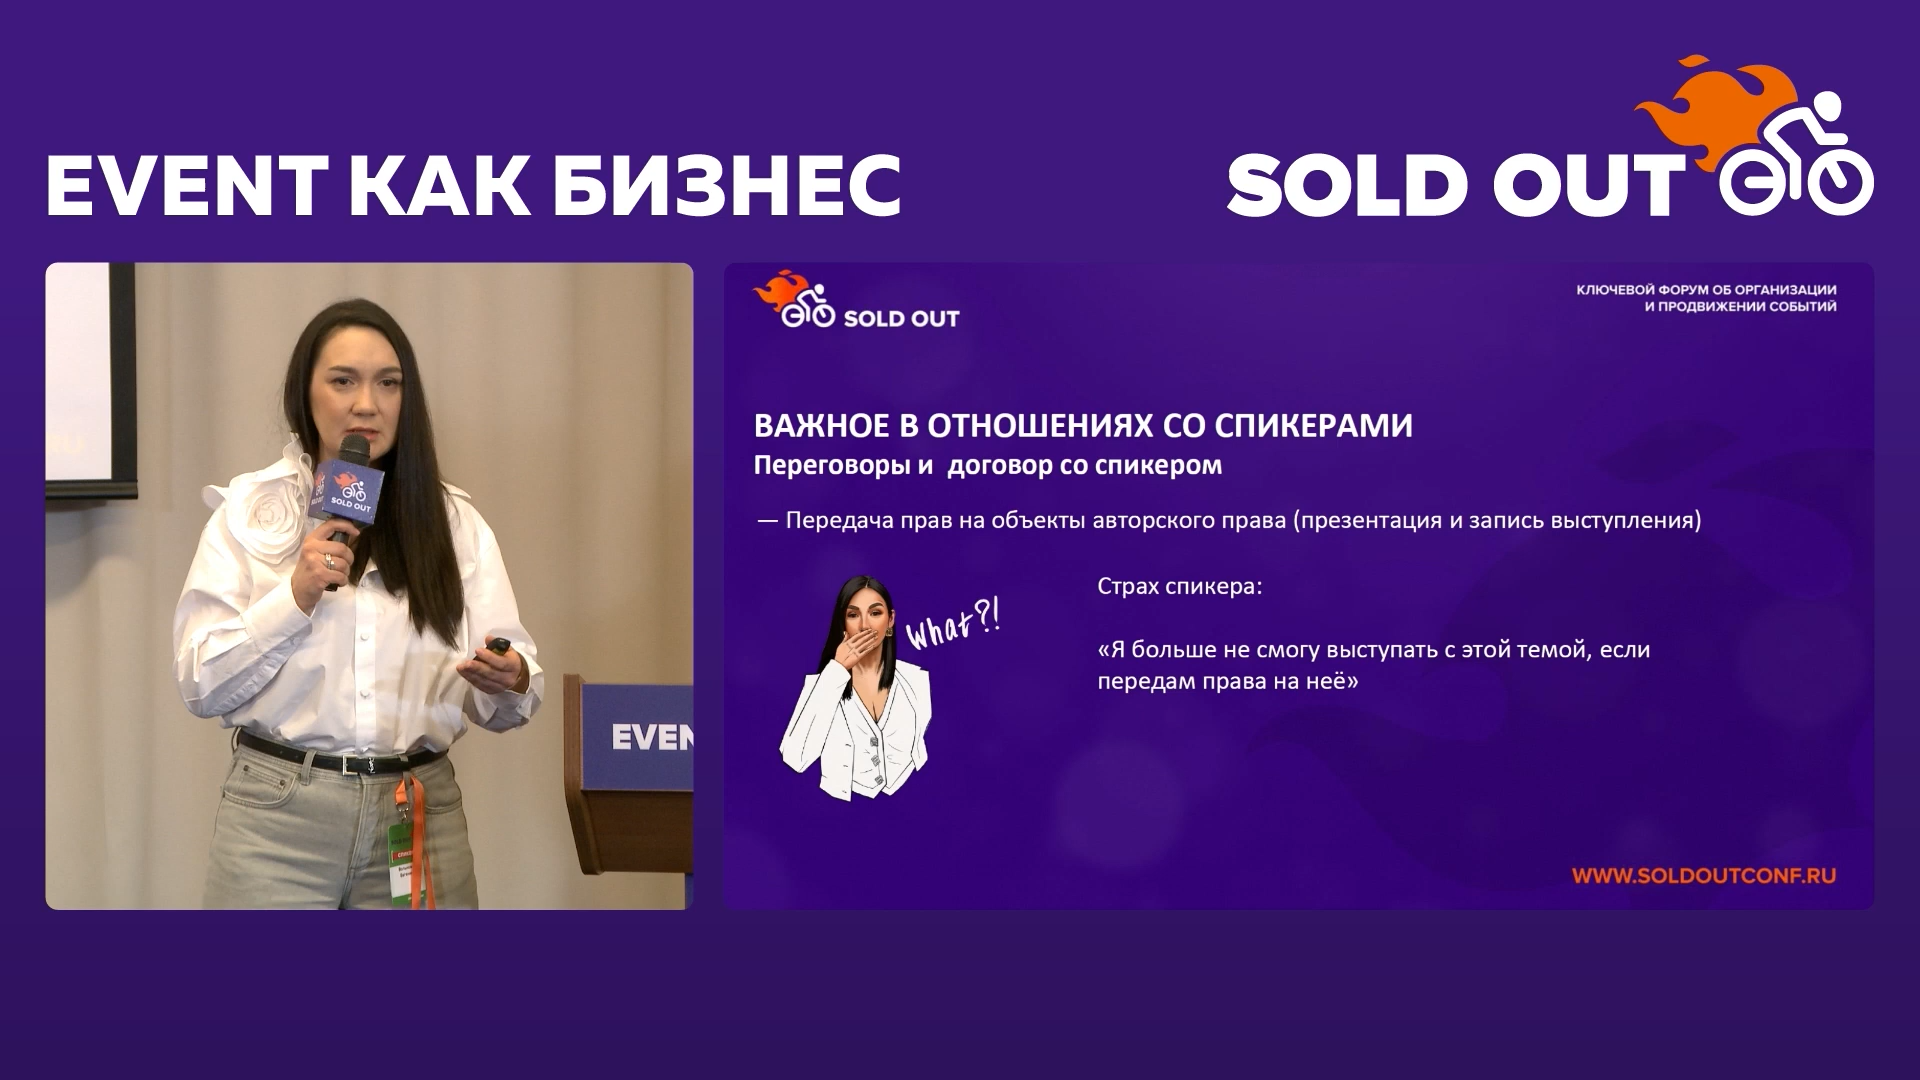 EVENT КАК БИЗНЕС
SOLD OUT
SOLD OUT
EVEN
SOLD OUT
КЛЮЧЕВОЙ ФОРУМ ОБ ОРГАНИЗАЦИИ
И ПРОДВИЖЕНИИ СОБЫТИЙ
ВАЖНОЕ В ОТНОШЕНИЯХ СО СПИКЕРАМИ
Переговоры и договор со спикером
— Передача прав на объекты авторского права (презентация и запись выступления)
What?!
Страх спикера:
«Я больше не смогу выступать с этой темой, если
передам права на неё»
WWW.SOLDOUTCONF.RU